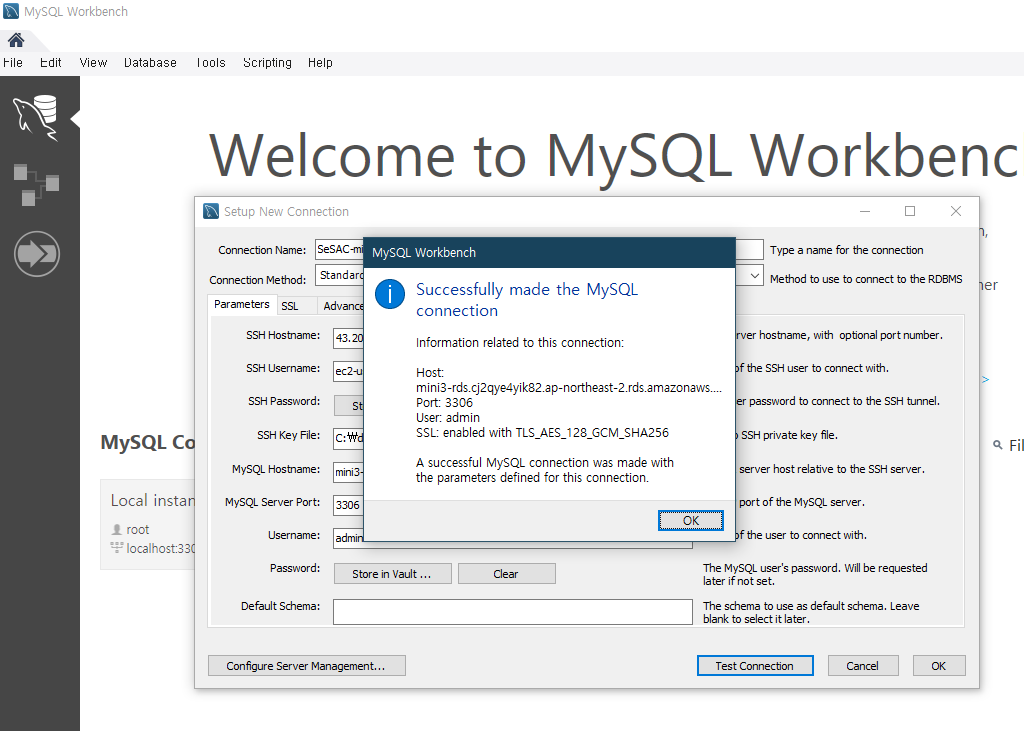 MySQL Workbench
File Edit View Database Tools Scripting Help
Welcome to MySQL Workbenc
Setup New Connection
Connection Name: SeSAC-mi Type a name for the connection
Connection Method: Standard Method to use to connect to the RDBMS
Parameters SSL Advance
SSH Hostname: 43.20 rver hostname, with optional port number.
SSH Username: ec2-u of the SSH user to connect with.
SSH Password: St er password to connect to the SSH tunnel.
SSH Key File: C:₩d SSH private key file.
MySQL Hostname: mini3- server host relative to the SSH server.
MySQL Server Port: 3306 port of the MySQL server.
Username: admin of the user to connect with.
Password: Store in Vault ... Clear The MySQL user's password. Will be requested
later if not set.
Default Schema: The schema to use as default schema. Leave
blank to select it later.
Configure Server Management... Test Connection Cancel OK
MySQL Workbench
Successfully made the MySQL
connection
Information related to this connection:
Host:
mini3-rds.cj2qye4yik82.ap-northeast-2.rds.amazonaws....
Port: 3306
User: admin
SSL: enabled with TLS_AES_128_GCM_SHA256
A successful MySQL connection was made with
the parameters defined for this connection.
OK
MySQL Co
Local instan
root
localhost:330
n,
ner
>
Fil